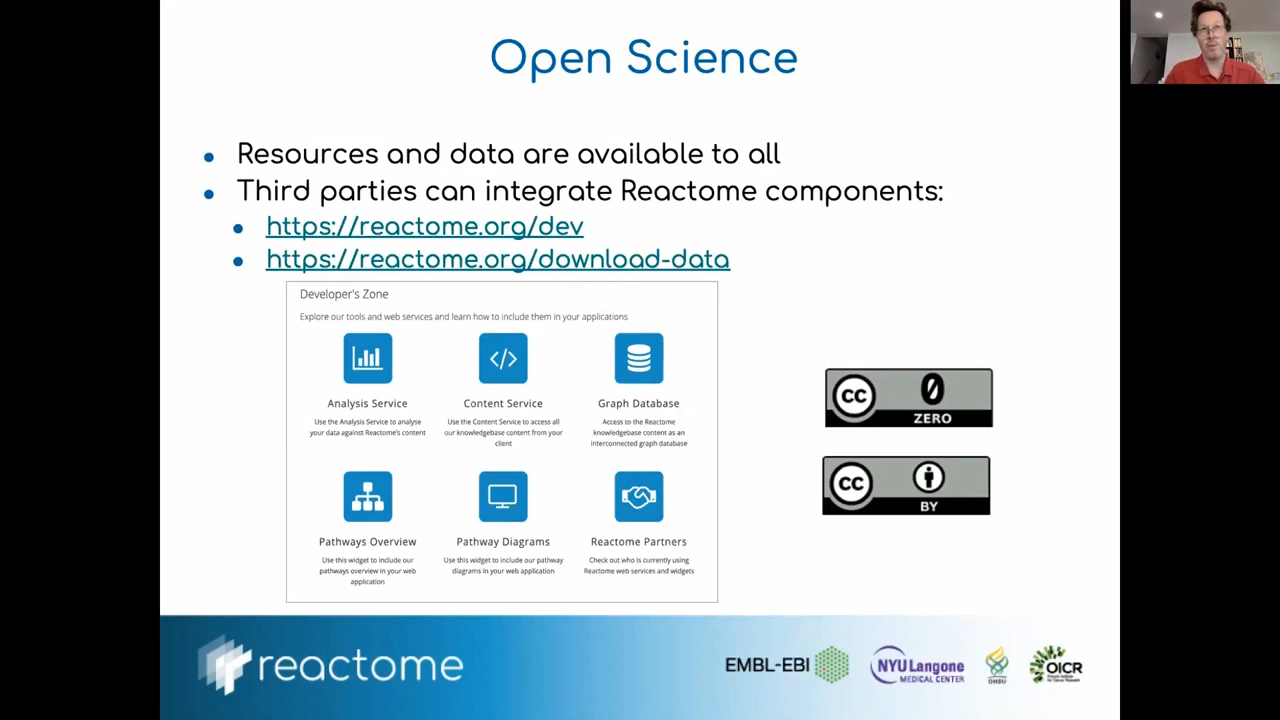 Open Science
Resources and data are available to all
Third parties can integrate Reactome components:
https://reactome.org/dev
https://reactome.org/download-data
Developer's Zone
Explore our tools and web services and learn how to include them in your applications
Analysis Service
Use the Analysis Service to analyse
your data against Reactome's content
Content Service
Use the Content Service to access all
our knowledgebase content from your
client
Graph Database
Access to the Reactome
knowledgebase content as an
interconnected graph database
Pathways Overview
Use this widget to include our
pathways overview in your web
application
Pathway Diagrams
Use this widget to include our pathway
diagrams in your web application
Reactome Partners
Check out who is currently using
Reactome web services and widgets
CC
ZERO
CC
BY
reactome
EMBL-EBI
NYU Langone
MEDICAL CENTER
OHSU
OICR
Ontario Institute
for Cancer Research